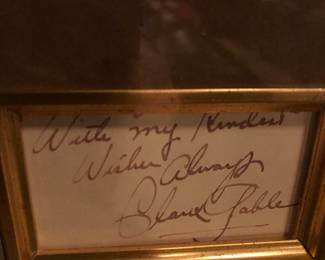 With my Kindest
Wishes Always
Clark Gable